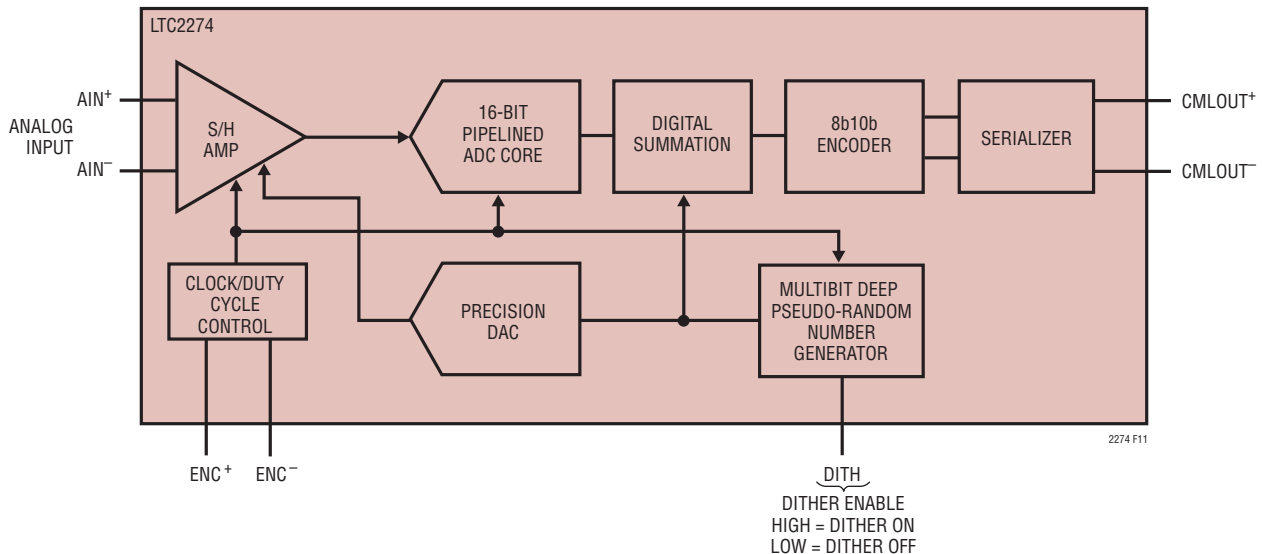 LTC2274
AIN+
ANALOG
INPUT
AIN−
S/H
AMP
16-BIT
PIPELINED
ADC CORE
DIGITAL
SUMMATION
8b10b
ENCODER
SERIALIZER
CMLOUT+
CMLOUT−
CLOCK/DUTY
CYCLE
CONTROL
PRECISION
DAC
MULTIBIT DEEP
PSEUDO-RANDOM
NUMBER
GENERATOR
2274 F11
ENC+
ENC−
DITH
DITHER ENABLE
HIGH = DITHER ON
LOW = DITHER OFF